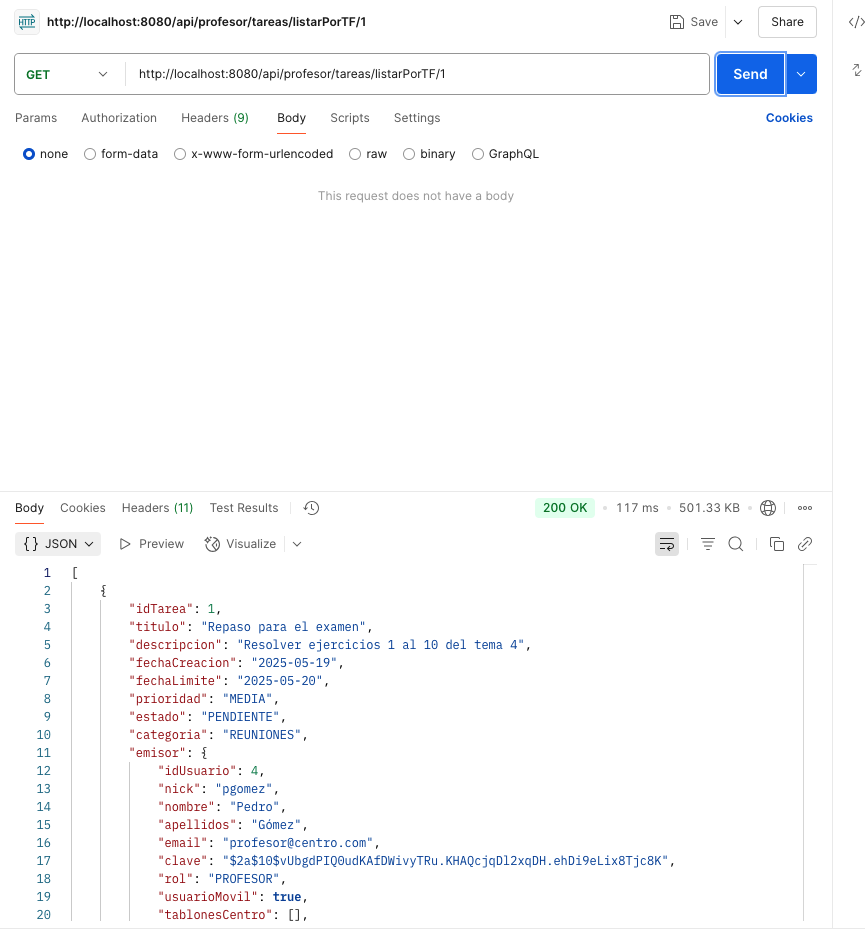 HTTP http://localhost:8080/api/profesor/tareas/listarPorTF/1 Save Share
GET http://localhost:8080/api/profesor/tareas/listarPorTF/1 Send
Params Authorization Headers (9) Body Scripts Settings Cookies
none form-data x-www-form-urlencoded raw binary GraphQL
This request does not have a body
Body Cookies Headers (11) Test Results 200 OK • 117 ms • 501.33 KB •
{} JSON Preview Visualize
1 [
2 {
3 "idTarea": 1,
4 "titulo": "Repaso para el examen",
5 "descripcion": "Resolver ejercicios 1 al 10 del tema 4",
6 "fechaCreacion": "2025-05-19",
7 "fechaLimite": "2025-05-20",
8 "prioridad": "MEDIA",
9 "estado": "PENDIENTE",
10 "categoria": "REUNIONES",
11 "emisor": {
12 "idUsuario": 4,
13 "nick": "pgomez",
14 "nombre": "Pedro",
15 "apellidos": "Gómez",
16 "email": "profesor@centro.com",
17 "clave": "$2a$10$vUbgdPIQ0udKAfDWivyTRu.KHAQcjqDl2xqDH.ehDi9eLix8Tjc8K",
18 "rol": "PROFESOR",
19 "usuarioMovil": true,
20 "tablonesCentro": [],